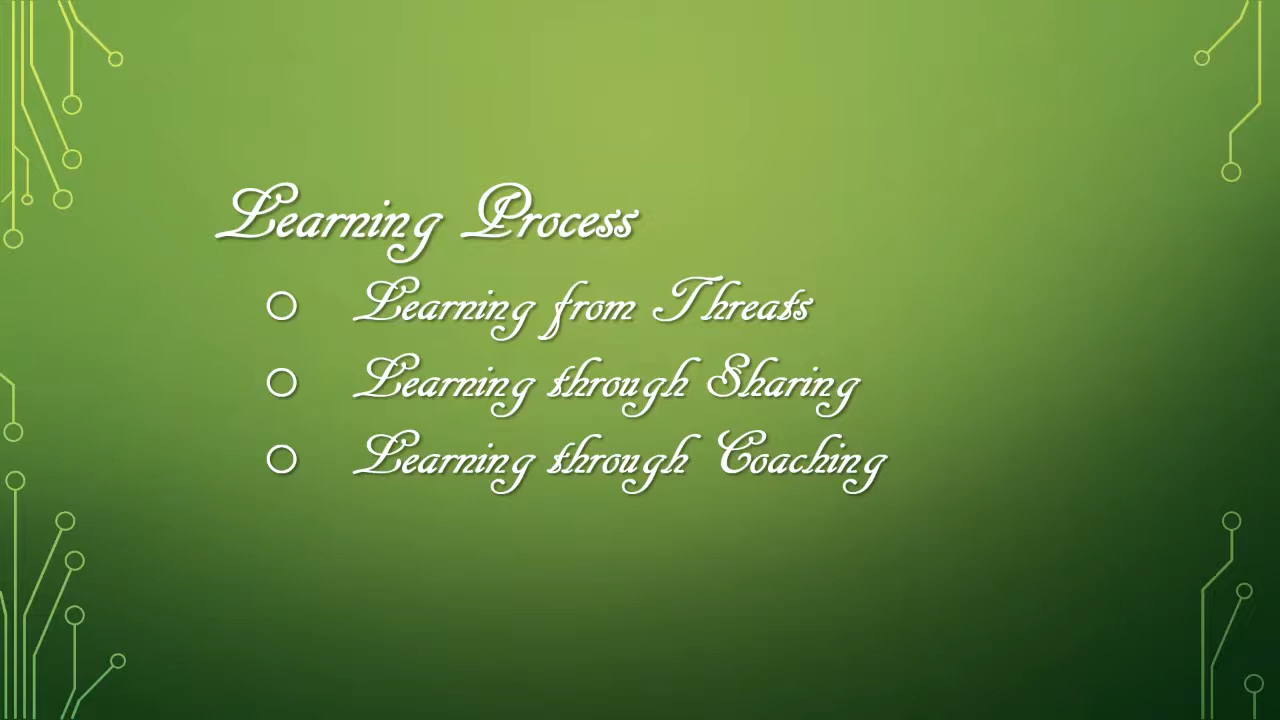 Learning Process
Learning from Threats
Learning through Sharing
Learning through Coaching